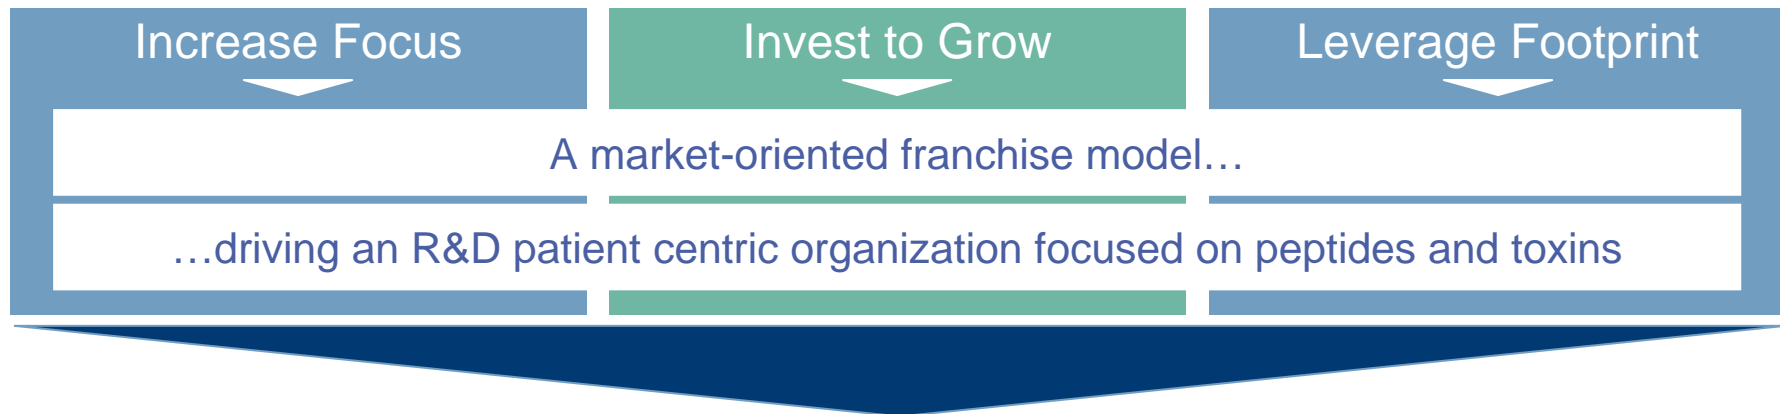 Increase Focus
Invest to Grow
Leverage Footprint
A market-oriented franchise model…
…driving an R&D patient centric organization focused on peptides and toxins